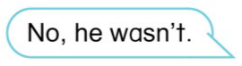 No, he wasn't.